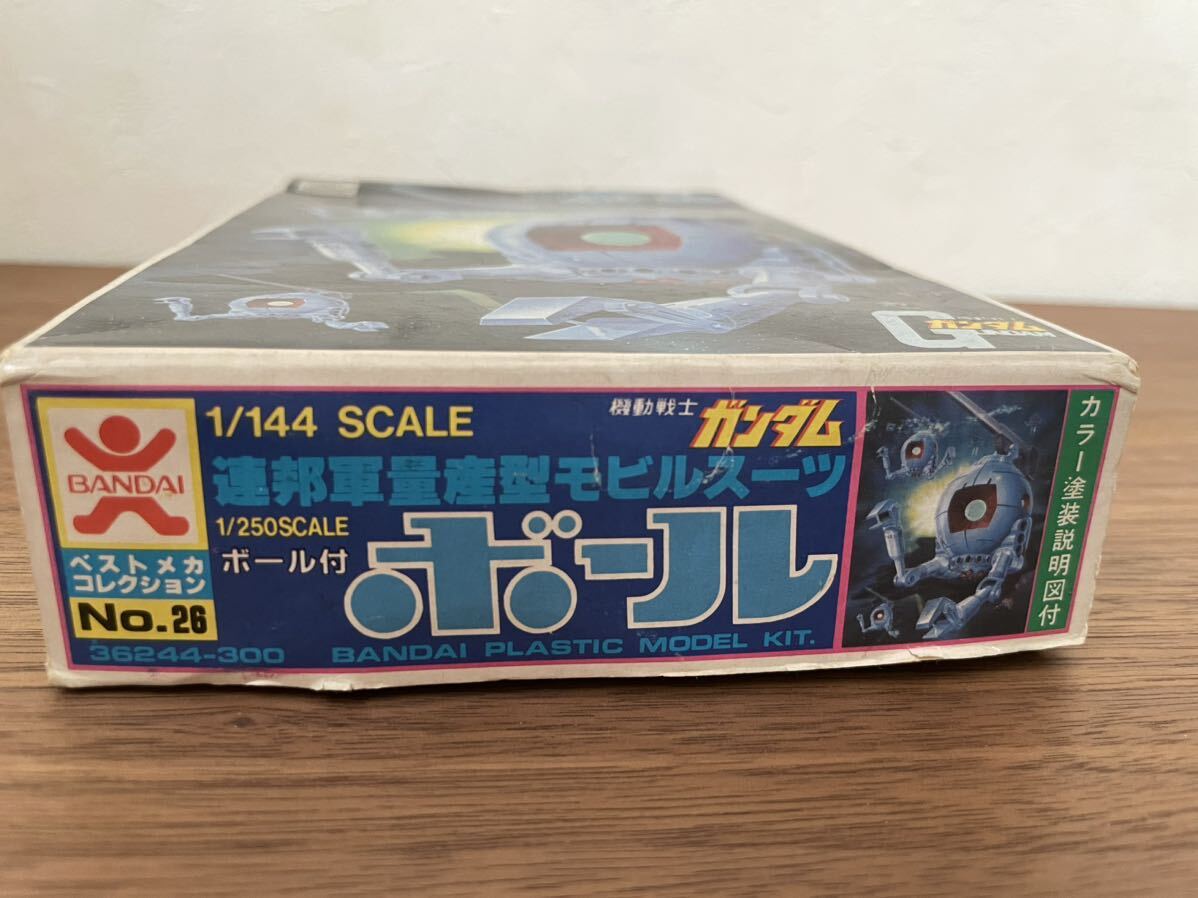 BANDAI
ベストメカ
コレクション
No.26
36244-300
1/144 SCALE
機動戦士 ガンダム
連邦軍量産型モビルスーツ
1/250SCALE
ボール付
ボール
BANDAI PLASTIC MODEL KIT.
カラー塗装説明図付